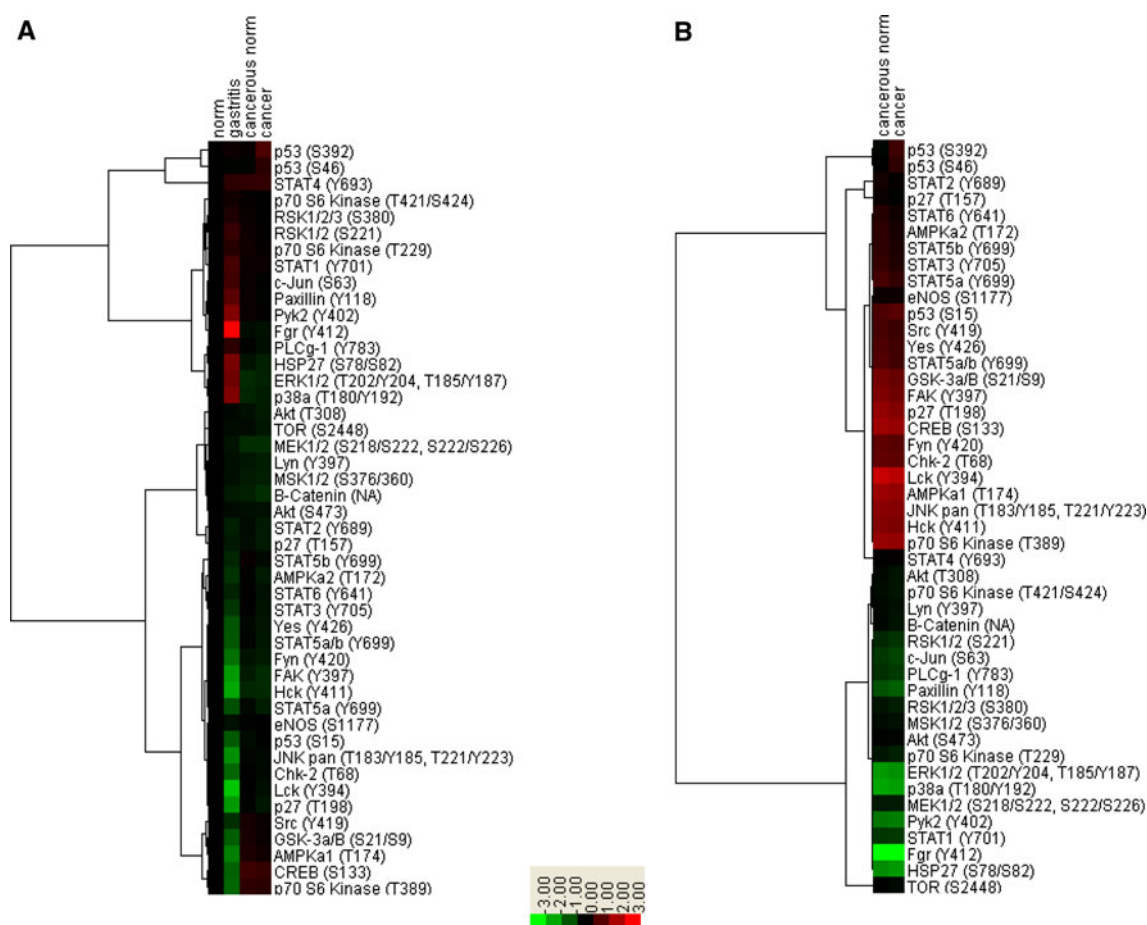 A
norm
gastritis
cancerous norm
cancer
p53 (S392)
p53 (S46)
STAT4 (Y693)
p70 S6 Kinase (T421/S424)
RSK1/2/3 (S380)
RSK1/2 (S221)
p70 S6 Kinase (T229)
STAT1 (Y701)
c-Jun (S63)
Paxillin (Y118)
Pyk2 (Y402)
Fgr (Y412)
PLCg-1 (Y783)
HSP27 (S78/S82)
ERK1/2 (T202/Y204, T185/Y187)
p38a (T180/Y192)
Akt (T308)
TOR (S2448)
MEK1/2 (S218/S222, S222/S226)
Lyn (Y397)
MSK1/2 (S376/360)
B-Catenin (NA)
Akt (S473)
STAT2 (Y689)
p27 (T157)
STAT5b (Y699)
AMPKa2 (T172)
STAT6 (Y641)
STAT3 (Y705)
Yes (Y426)
STAT5a/b (Y699)
Fyn (Y420)
FAK (Y397)
Hck (Y411)
STAT5a (Y699)
eNOS (S1177)
p53 (S15)
JNK pan (T183/Y185, T221/Y223)
Chk-2 (T68)
Lck (Y394)
p27 (T198)
Src (Y419)
GSK-3a/B (S21/S9)
AMPKa1 (T174)
CREB (S133)
p70 S6 Kinase (T389)
B
cancerous norm
cancer
p53 (S392)
p53 (S46)
STAT2 (Y689)
p27 (T157)
STAT6 (Y641)
AMPKa2 (T172)
STAT5b (Y699)
STAT3 (Y705)
STAT5a (Y699)
eNOS (S1177)
p53 (S15)
Src (Y419)
Yes (Y426)
STAT5a/b (Y699)
GSK-3a/B (S21/S9)
FAK (Y397)
p27 (T198)
CREB (S133)
Fyn (Y420)
Chk-2 (T68)
Lck (Y394)
AMPKa1 (T174)
JNK pan (T183/Y185, T221/Y223)
Hck (Y411)
p70 S6 Kinase (T389)
STAT4 (Y693)
Akt (T308)
p70 S6 Kinase (T421/S424)
Lyn (Y397)
B-Catenin (NA)
RSK1/2 (S221)
c-Jun (S63)
PLCg-1 (Y783)
Paxillin (Y118)
RSK1/2/3 (S380)
MSK1/2 (S376/360)
Akt (S473)
p70 S6 Kinase (T229)
ERK1/2 (T202/Y204, T185/Y187)
p38a (T180/Y192)
MEK1/2 (S218/S222, S222/S226)
Pyk2 (Y402)
STAT1 (Y701)
Fgr (Y412)
HSP27 (S78/S82)
TOR (S2448)
-3.00
-2.00
-1.00
0.00
1.00
2.00
3.00